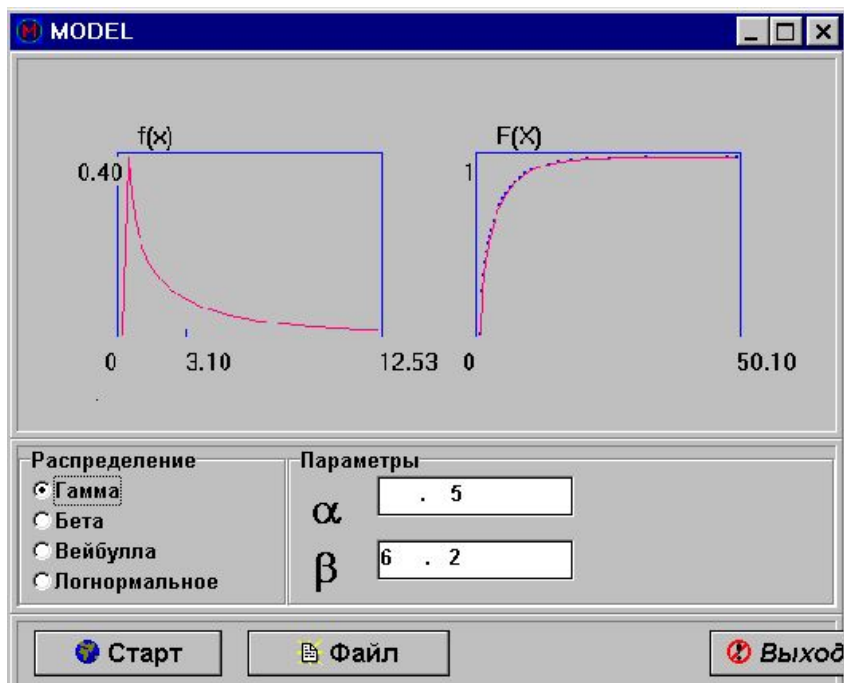 MODEL
f(x)
F(X)
0.40
1
0 3.10 12.53 0 50.10
Распределение
Параметры
Гамма
Бета
Вейбулла
Логнормальное
α . 5
β 6 . 2
Старт
Файл
Выход